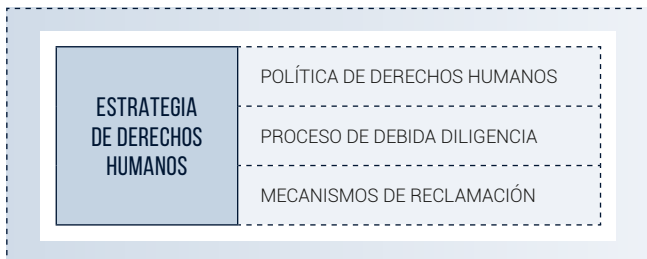 ESTRATEGIA
DE DERECHOS
HUMANOS
POLÍTICA DE DERECHOS HUMANOS
PROCESO DE DEBIDA DILIGENCIA
MECANISMOS DE RECLAMACIÓN